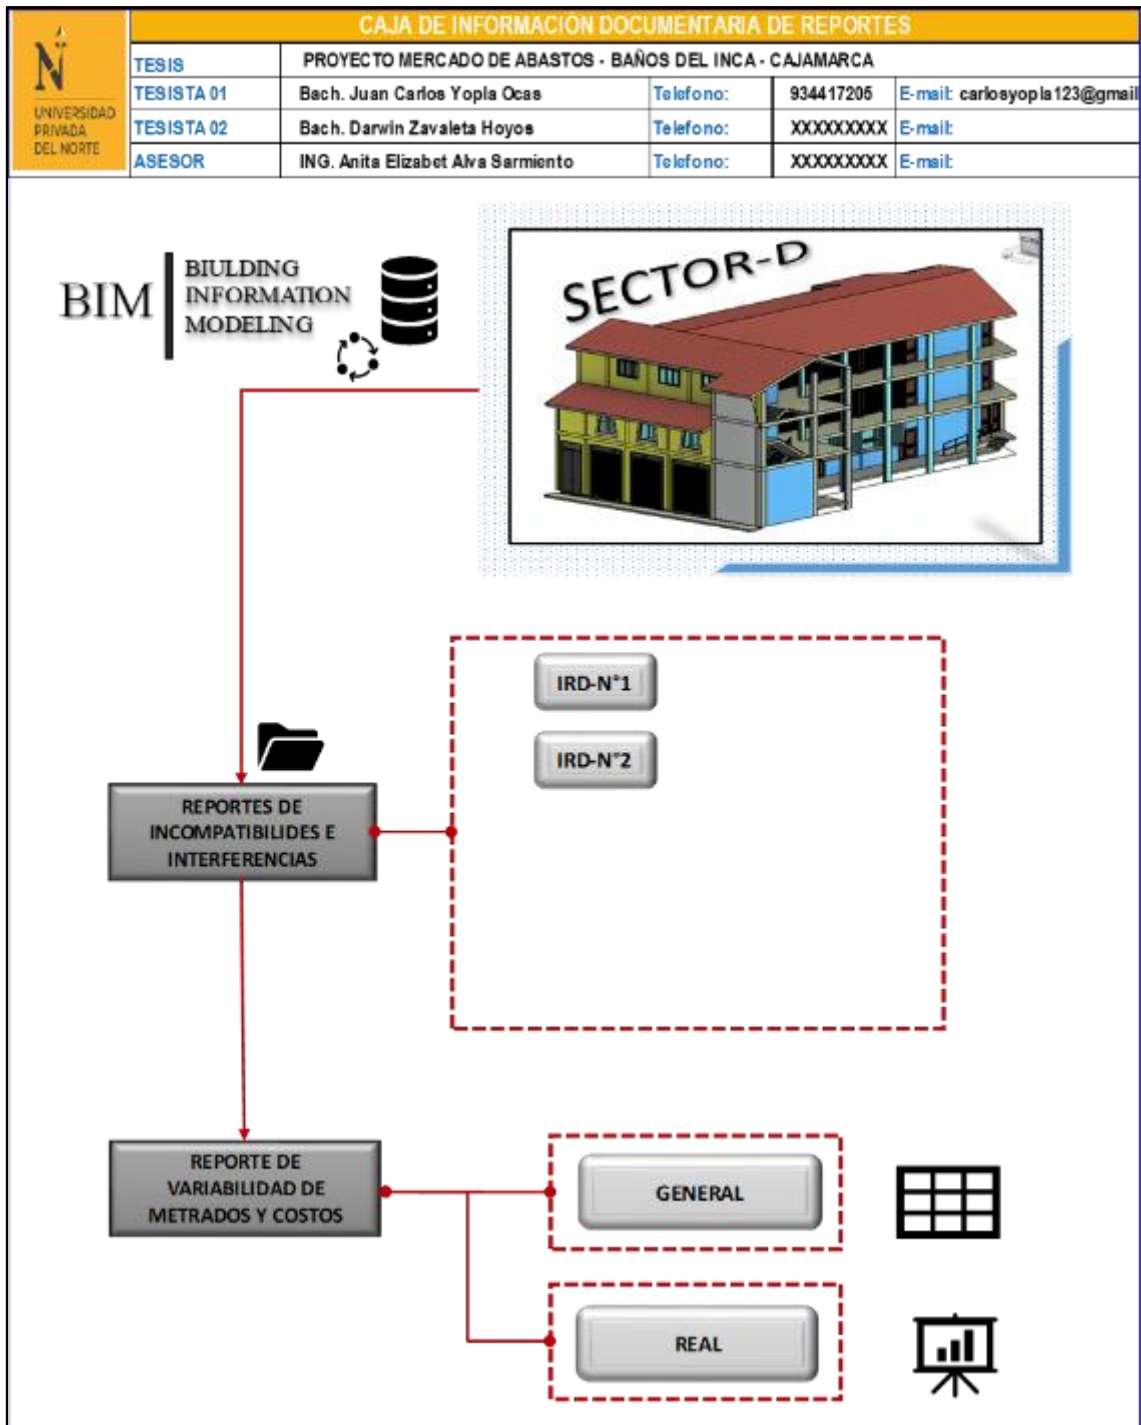 CAJA DE INFORMACIÓN DOCUMENTARIA DE REPORTES
UNIVERSIDAD
PRIVADA
DEL NORTE
TESIS PROYECTO MERCADO DE ABASTOS - BAÑOS DEL INCA - CAJAMARCA
TESISTA 01 Bach. Juan Carlos Yopla Ocas Telefono: 934417205 E-mail: carlosyopla123@gmail
TESISTA 02 Bach. Darwin Zavaleta Hoyos Telefono: XXXXXXXXX E-mail:
ASESOR ING. Anita Elizabet Alva Sarmiento Telefono: XXXXXXXXX E-mail:
BIM
BIULDING
INFORMATION
MODELING
SECTOR-D
IRD-N°1
IRD-N°2
REPORTES DE
INCOMPATIBILIDES E
INTERFERENCIAS
REPORTE DE
VARIABILIDAD DE
METRADOS Y COSTOS
GENERAL
REAL